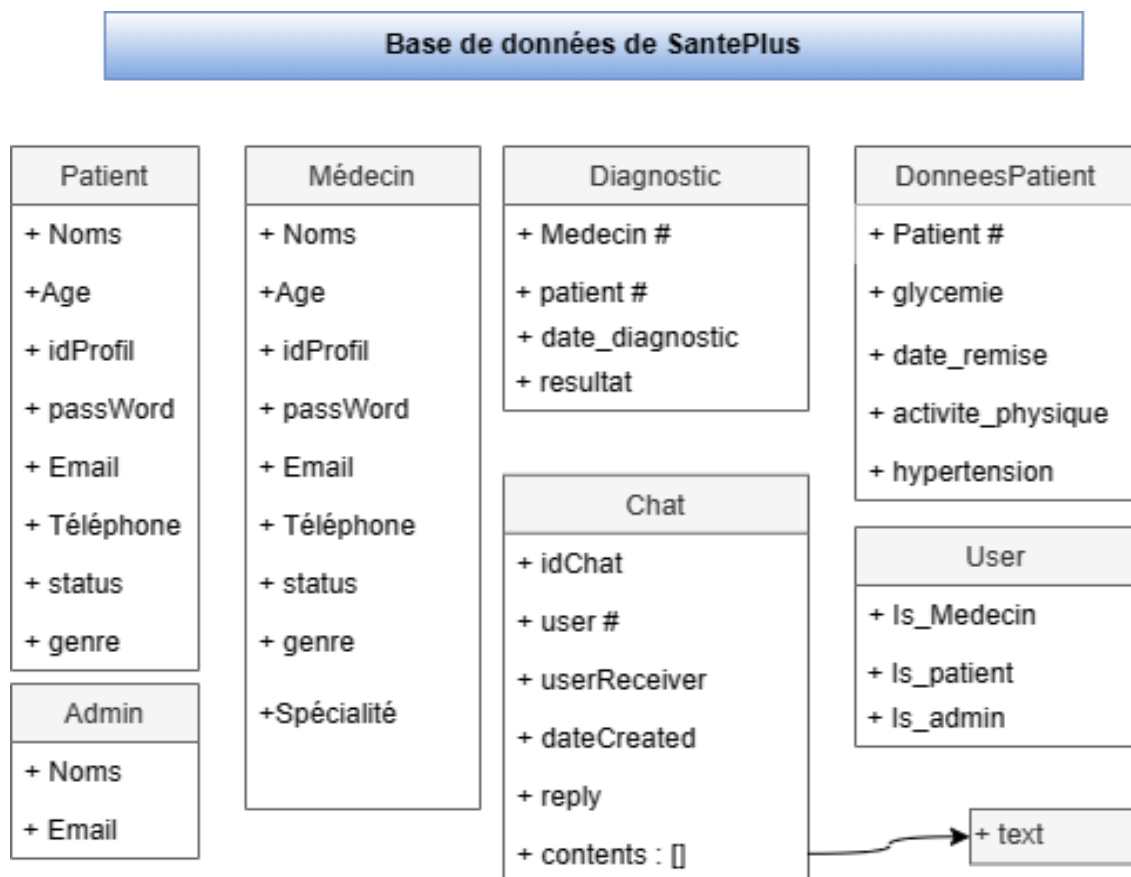 Base de données de SantePlus
Patient
+ Noms
+Age
+ idProfil
+ passWord
+ Email
+ Téléphone
+ status
+ genre
Admin
+ Noms
+ Email
Médecin
+ Noms
+Age
+ idProfil
+ passWord
+ Email
+ Téléphone
+ status
+ genre
+Spécialité
Diagnostic
+ Medecin #
+ patient #
+ date_diagnostic
+ resultat
Chat
+ idChat
+ user #
+ userReceiver
+ dateCreated
+ reply
+ contents : []
DonneesPatient
+ Patient #
+ glycemie
+ date_remise
+ activite_physique
+ hypertension
User
+ Is_Medecin
+ Is_patient
+ Is_admin
+ text